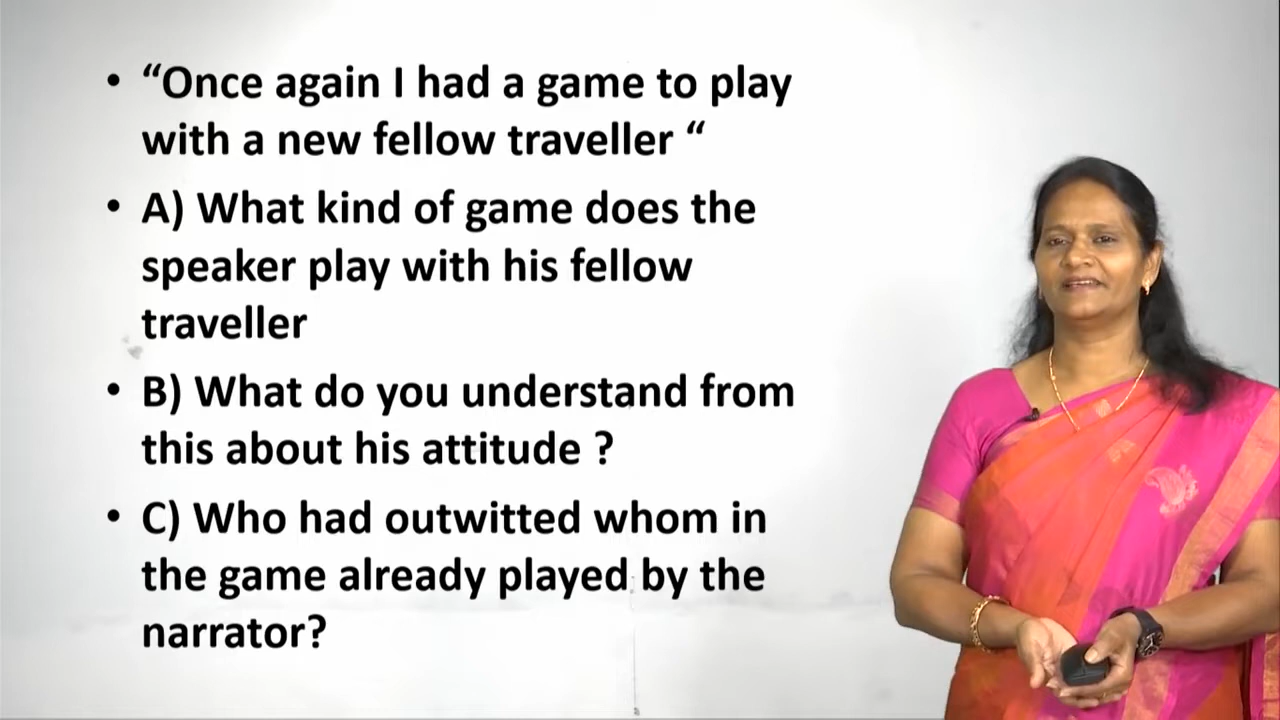 • “Once again I had a game to play
with a new fellow traveller “
• A) What kind of game does the
speaker play with his fellow
traveller
• B) What do you understand from
this about his attitude ?
• C) Who had outwitted whom in
the game already played by the
narrator?